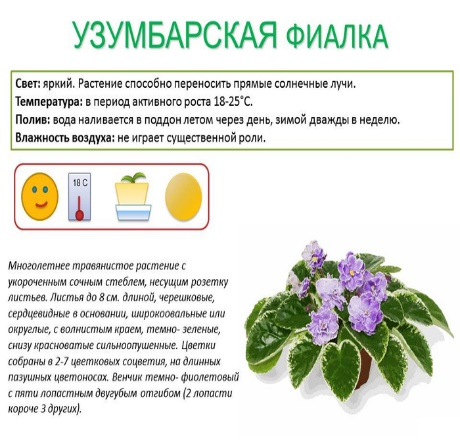 УЗУМБАРСКАЯ ФИАЛКА
Свет: яркий. Растение способно переносить прямые солнечные лучи.
Температура: в период активного роста 18-25˚С.
Полив: вода наливается в поддон летом через день, зимой дважды в неделю.
Влажность воздуха: не играет существенной роли.
18 С
Многолетнее травянистое растение с
укороченным сочным стеблем, несущим розетку
листьев. Листья до 8 см. длиной, черешковые,
сердцевидные в основании, широкоовальные или
округлые, с волнистым краем, темно- зеленые,
снизу красноватые сильноопушенные. Цветки
собраны в 2-7 цветковых соцветия, на длинных
пазушных цветоносах. Венчик темно- фиолетовый
с пяти лопастным двугубым отгибом (2 лопасти
короче 3 других).